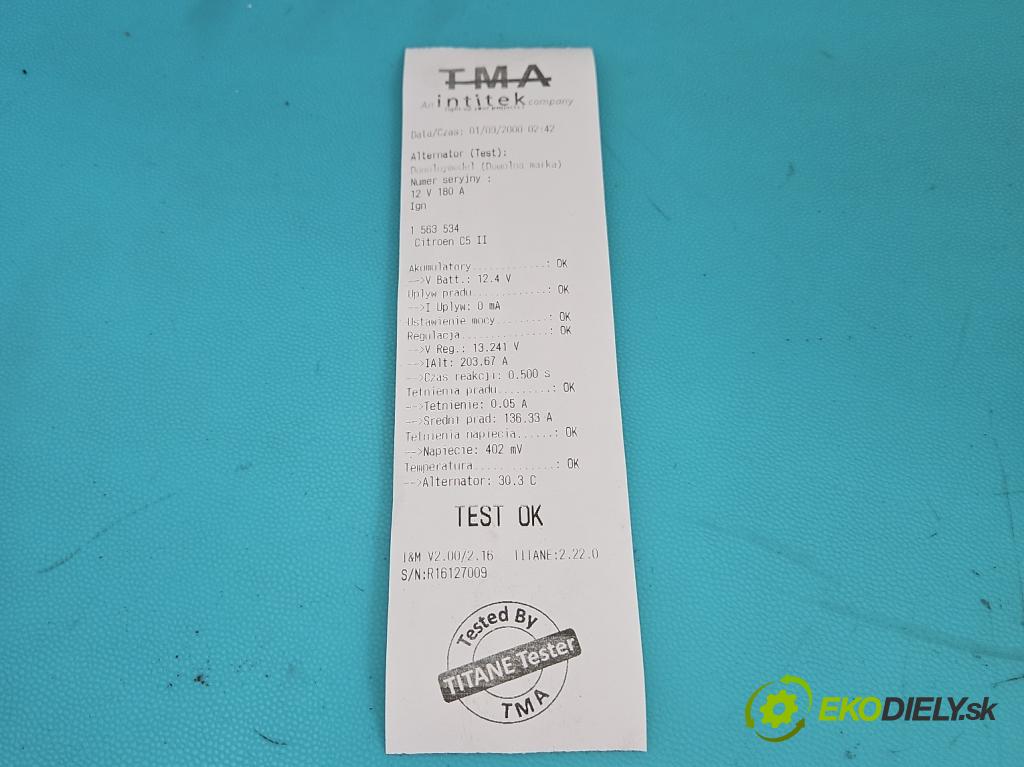 TMA
An intitek company
Data/Czas: 01/09/2000 02:42
Alternator (Test):
(Dowolna marka)
Numer seryjny :
12 V 180 A
Ign
1 563 534
Citroen C5 II
Akumulatory.............: OK
-->V Batt.: 12.4 V
Uplyw pradu.............: OK
-->I Uplyw: 0 mA
Ustawienie mocy.........: OK
Regulacja...............: OK
-->V Reg.: 13.241 V
-->IAlt: 203.67 A
-->Czas reakcji: 0.500 s
Tetnienia pradu.........: OK
-->Tetnienie: 0.05 A
-->Sredni prad: 136.33 A
Tetnienia napiecia......: OK
-->Napiecie: 402 mV
Temperatura.............: OK
-->Alternator: 30.3 C
TEST OK
T&M V2.00/2.16 TITANE:2.22.0
S/N:R16127009
Tested By
TITANE Tester
TMA
EKODIELY.sk